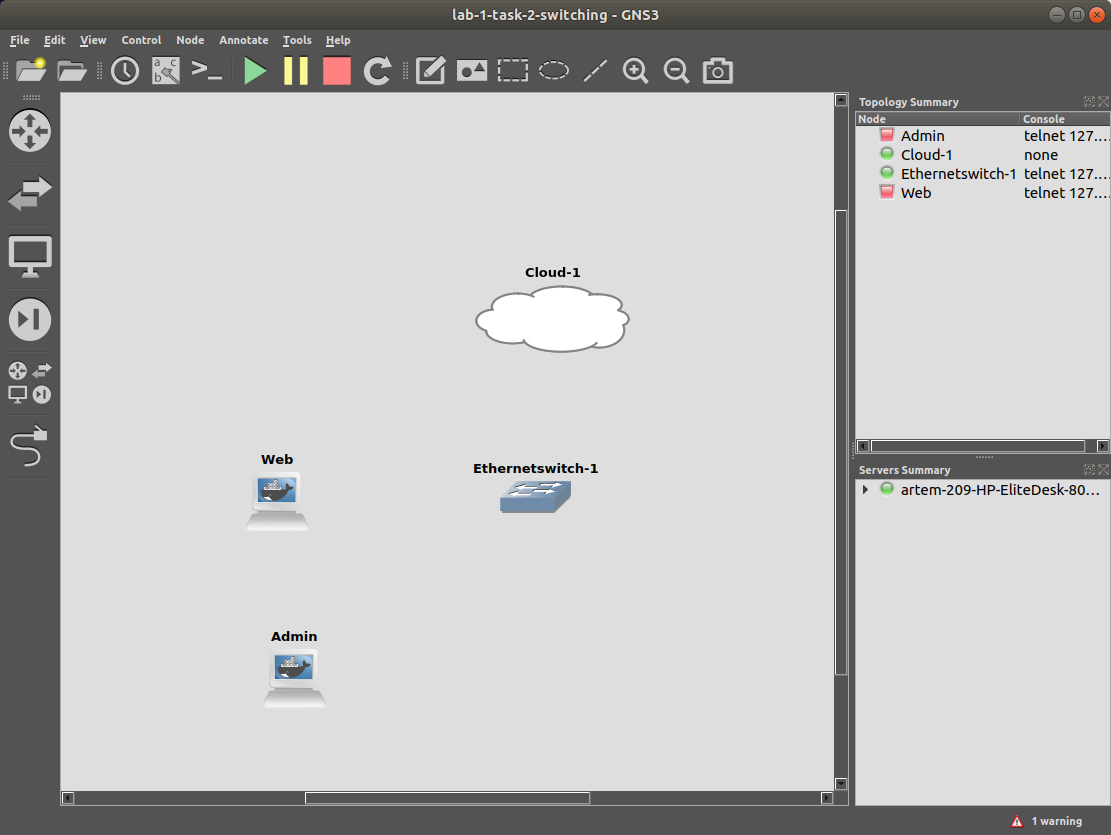 lab-1-task-2-switching - GNS3
File Edit View Control Node Annotate Tools Help
Topology Summary
Node Console
Admin telnet 127....
Cloud-1 none
Ethernetswitch-1 telnet 127....
Web telnet 127....
Cloud-1
Web
Ethernetswitch-1
Admin
Servers Summary
artem-209-HP-EliteDesk-80...
1 warning